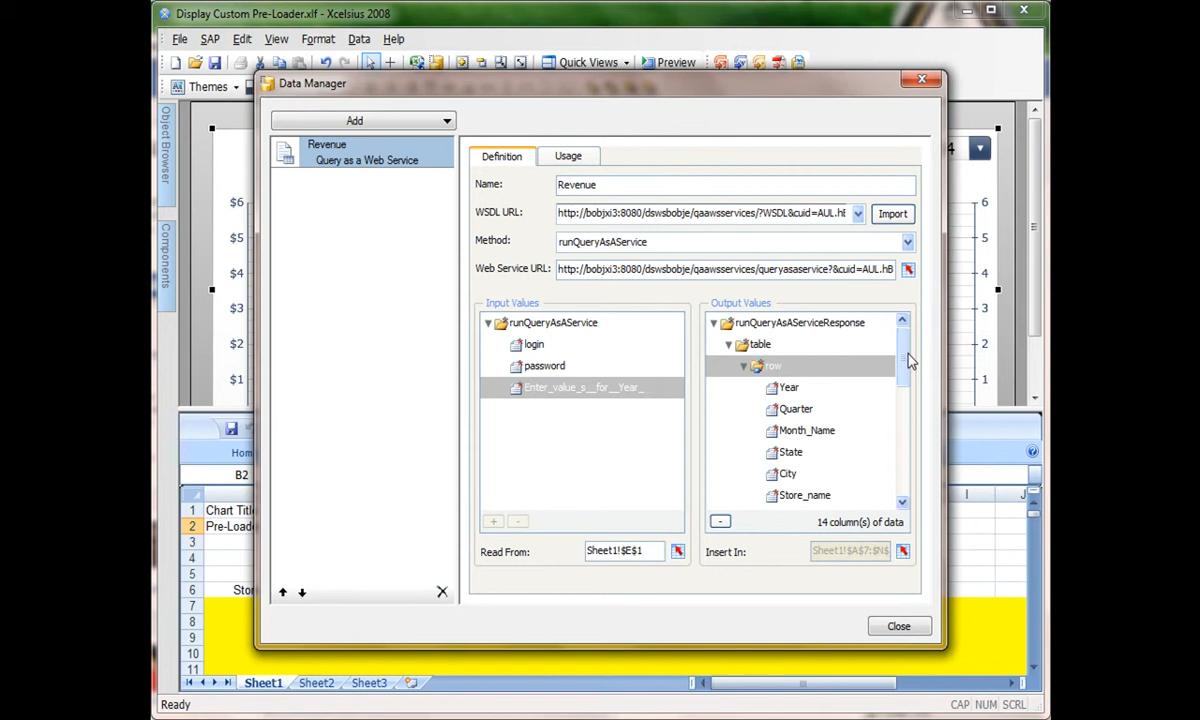 Display Custom Pre-Loader.xlf - Xcelsius 2008
File SAP Edit View Format Data Help
Quick Views Preview
Themes
Data Manager
Object Browser
Components
Add
Revenue
Query as a Web Service
Definition Usage
Name: Revenue
WSDL URL: http://bobjxi3:8080/dswsbobje/qaawsservices/?WSDL&cuid=AUL.hB Import
Method: runQueryAsAService
Web Service URL: http://bobjxi3:8080/dswsbobje/qaawsservices/queryasaservice?&cuid=AUL.hB
Input Values Output Values
runQueryAsAService
login
password
Enter_value_s__for__Year_
+ -
Read From: Sheet1!$E$1
runQueryAsAServiceResponse
table
row
Year
Quarter
Month_Name
State
City
Store_name
- 14 column(s) of data
Insert In: Sheet1!$A$7:$N$
Close
$6
$5
$4
$3
$2
$1
4
6
5
4
3
2
1
Hom
B2
I J
1 Chart Title
2 Pre-Loade
3
4
5
6 Stor
7
8
9
10
11
Sheet1 Sheet2 Sheet3
Ready
CAP NUM SCRL